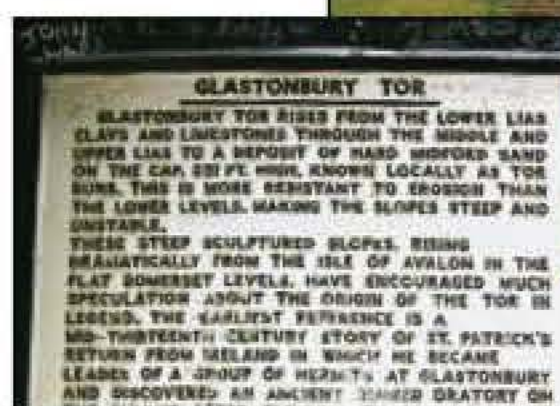 JOHN
GLASTONBURY TOR
GLASTONBURY TOR RISES FROM THE LOWER LIAS
CLAYS AND LIMESTONES THROUGH THE MIDDLE AND
UPPER LIAS TO A DEPOSIT OF HARD MIDFORD SAND
ON THE CAP, FT. HIGH, KNOWN LOCALLY AS TOR
BURS. THIS IS MORE RESISTANT TO EROSION THAN
THE LOWER LEVELS, MAKING THE SLOPES STEEP AND
UNSTABLE.
THESE STEEP SCULPTURED SLOPES, RISING
DRAMATICALLY FROM THE ISLE OF AVALON IN THE
FLAT SOMERSET LEVELS, HAVE ENCOURAGED MUCH
SPECULATION ABOUT THE ORIGIN OF THE TOR IN
LEGEND. THE EARLIEST REFERENCE IS A
MID-THIRTEENTH CENTURY STORY OF ST. PATRICK'S
RETURN FROM IRELAND IN WHICH HE BECAME
LEADER OF A GROUP OF HERMITS AT GLASTONBURY
AND DISCOVERED AN ANCIENT RUINED ORATORY ON